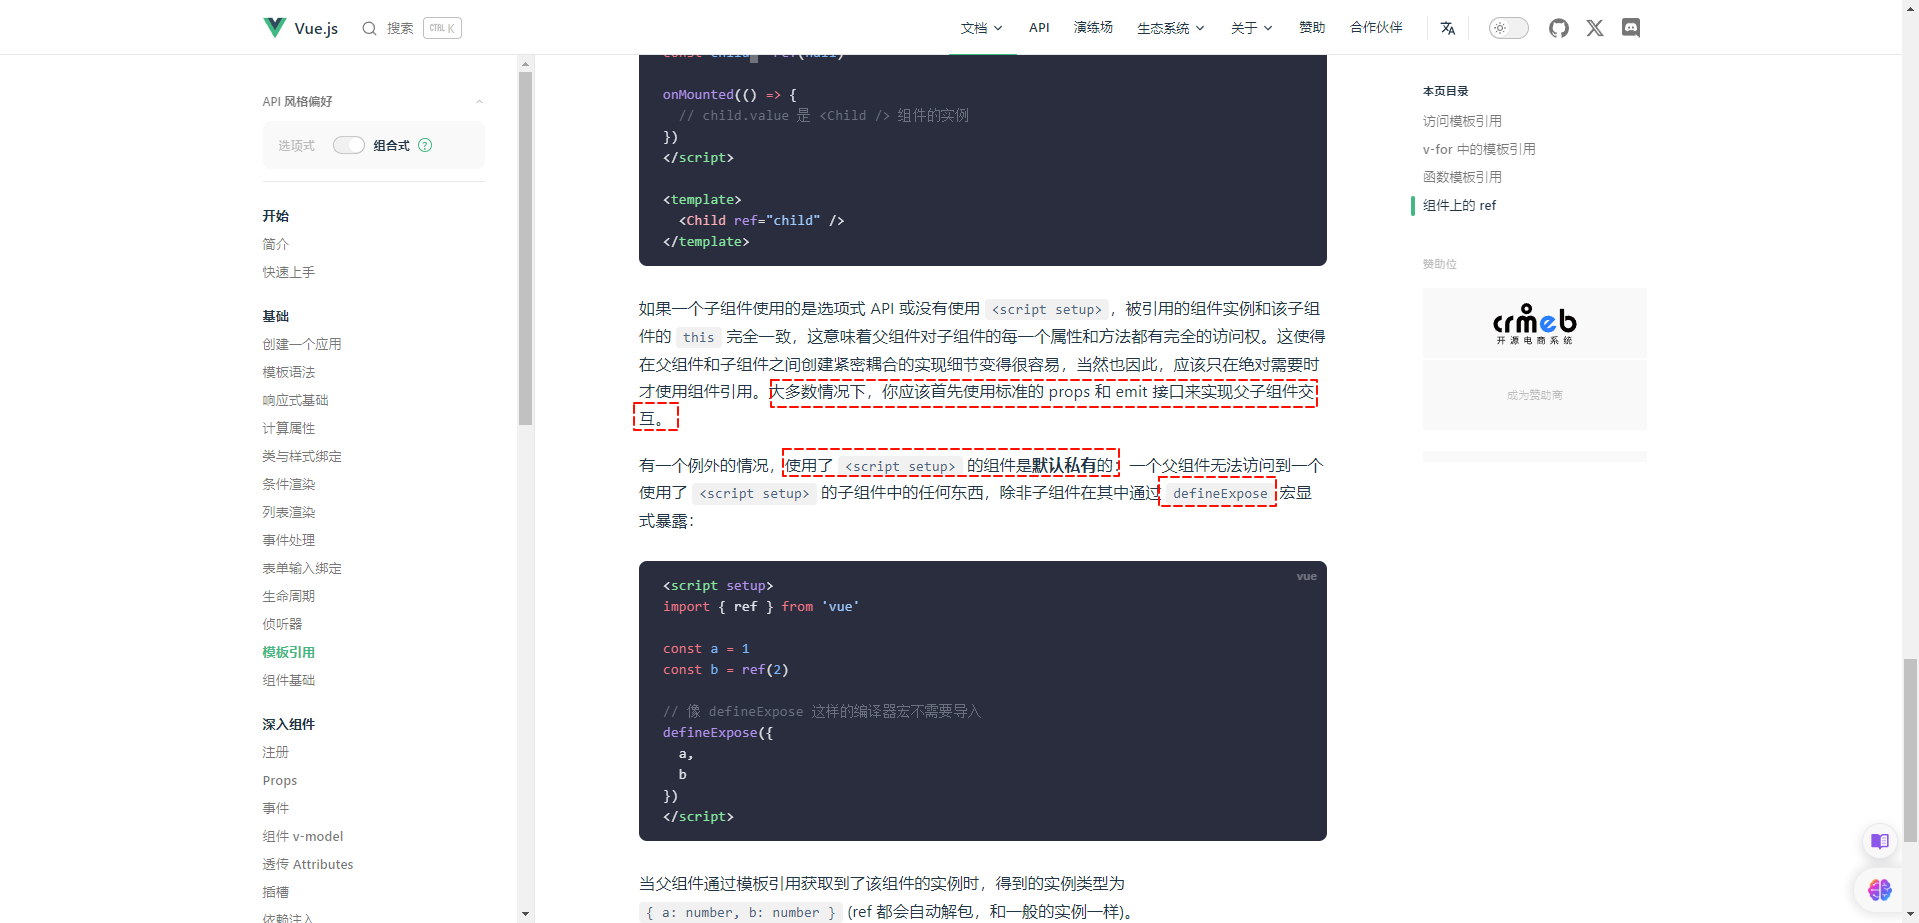 Vue.js
搜索
CTRL K
文档
API
演练场
生态系统
关于
赞助
合作伙伴
API 风格偏好
选项式
组合式
?
开始
简介
快速上手
基础
创建一个应用
模板语法
响应式基础
计算属性
类与样式绑定
条件渲染
列表渲染
事件处理
表单输入绑定
生命周期
侦听器
模板引用
组件基础
深入组件
注册
Props
事件
组件 v-model
透传 Attributes
插槽
依赖注入
const child = ref(null)
onMounted(() => {
// child.value 是 <Child /> 组件的实例
})
</script>
<template>
<Child ref="child" />
</template>
如果一个子组件使用的是选项式 API 或没有使用 <script setup>，被引用的组件实例和该子组
件的 this 完全一致，这意味着父组件对子组件的每一个属性和方法都有完全的访问权。这使得
在父组件和子组件之间创建紧密耦合的实现细节变得很容易，当然也因此，应该只在绝对需要时
才使用组件引用。大多数情况下，你应该首先使用标准的 props 和 emit 接口来实现父子组件交
互。
有一个例外的情况，使用了 <script setup> 的组件是默认私有的：一个父组件无法访问到一个
使用了 <script setup> 的子组件中的任何东西，除非子组件在其中通过 defineExpose 宏显
式暴露：
vue
<script setup>
import { ref } from 'vue'
const a = 1
const b = ref(2)
// 像 defineExpose 这样的编译器宏不需要导入
defineExpose({
a,
b
})
</script>
当父组件通过模板引用获取到了该组件的实例时，得到的实例类型为
{ a: number, b: number } (ref 都会自动解包，和一般的实例一样)。
本页目录
访问模板引用
v-for 中的模板引用
函数模板引用
组件上的 ref
赞助位
crmeb
开源电商系统
成为赞助商